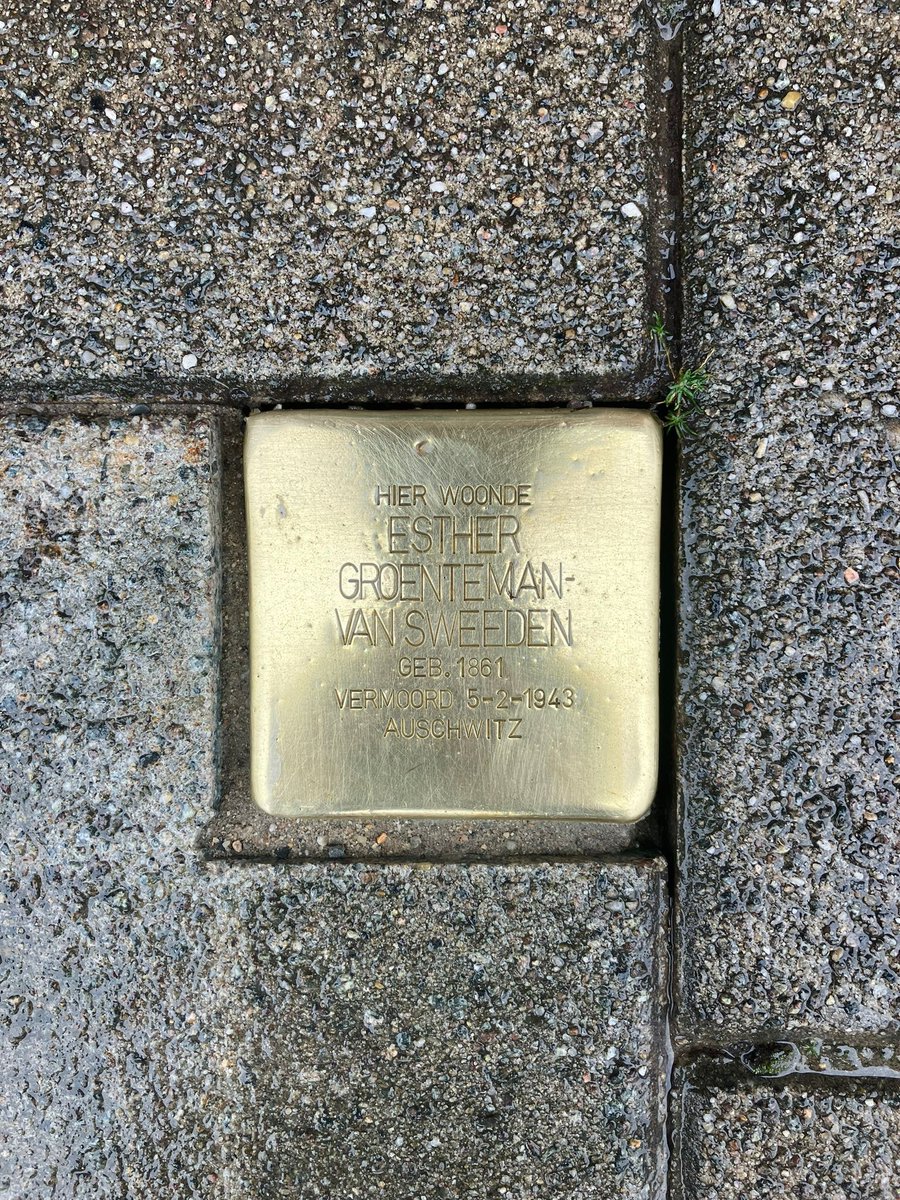 HIER WOONDE
ESTHER
GROENTEMAN-
VAN SWEEDEN
GEB. 1861
VERMOORD 5-2-1943
AUSCHWITZ